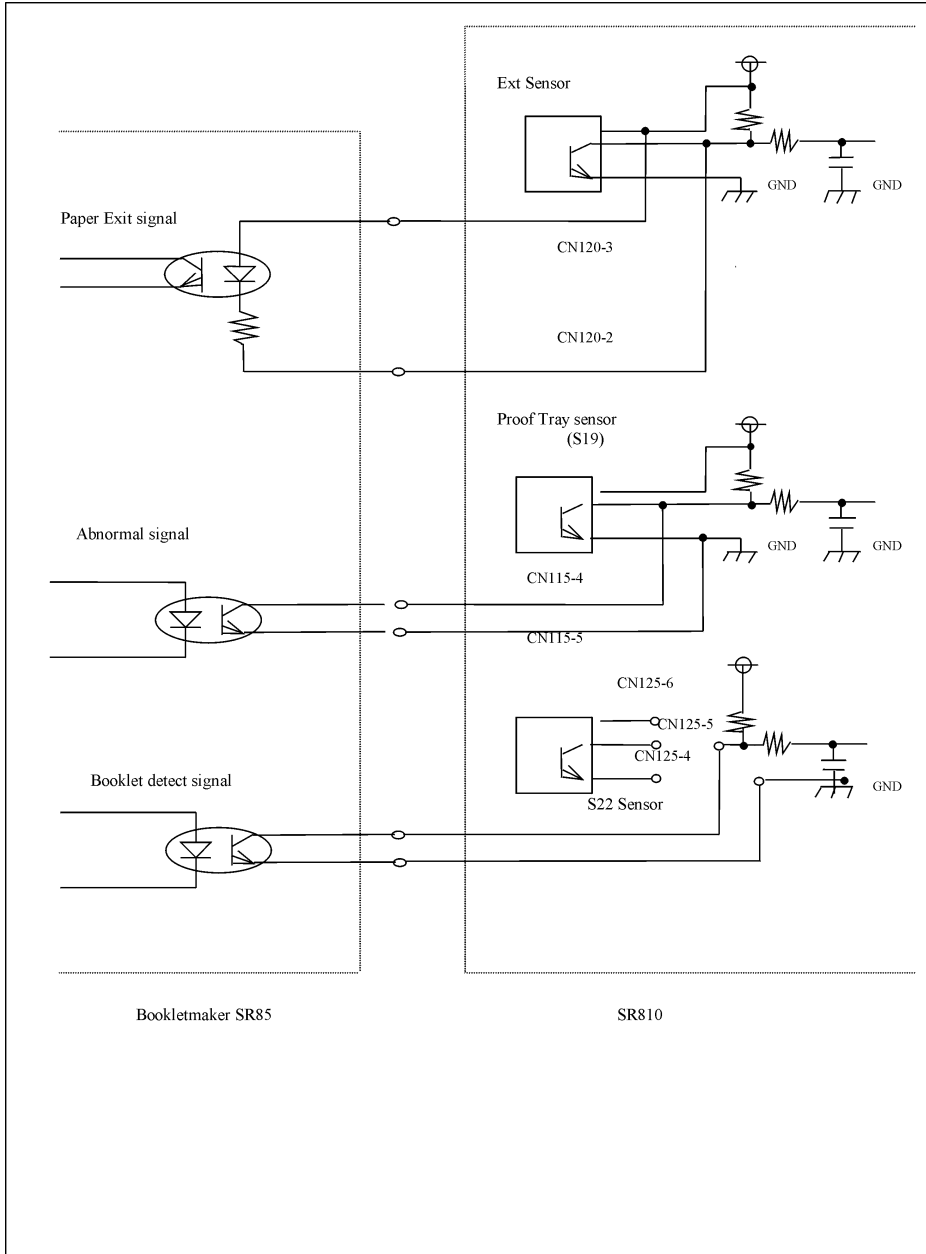 Ext Sensor
GND
GND
Paper Exit signal
CN120-3
CN120-2
Proof Tray sensor
(S19)
GND
GND
Abnormal signal
CN115-4
CN115-5
CN125-6
CN125-5
CN125-4
Booklet detect signal
GND
S22 Sensor
Bookletmaker SR85
SR810